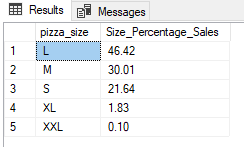 Results Messages
pizza_size Size_Percentage_Sales
1 L 46.42
2 M 30.01
3 S 21.64
4 XL 1.83
5 XXL 0.10